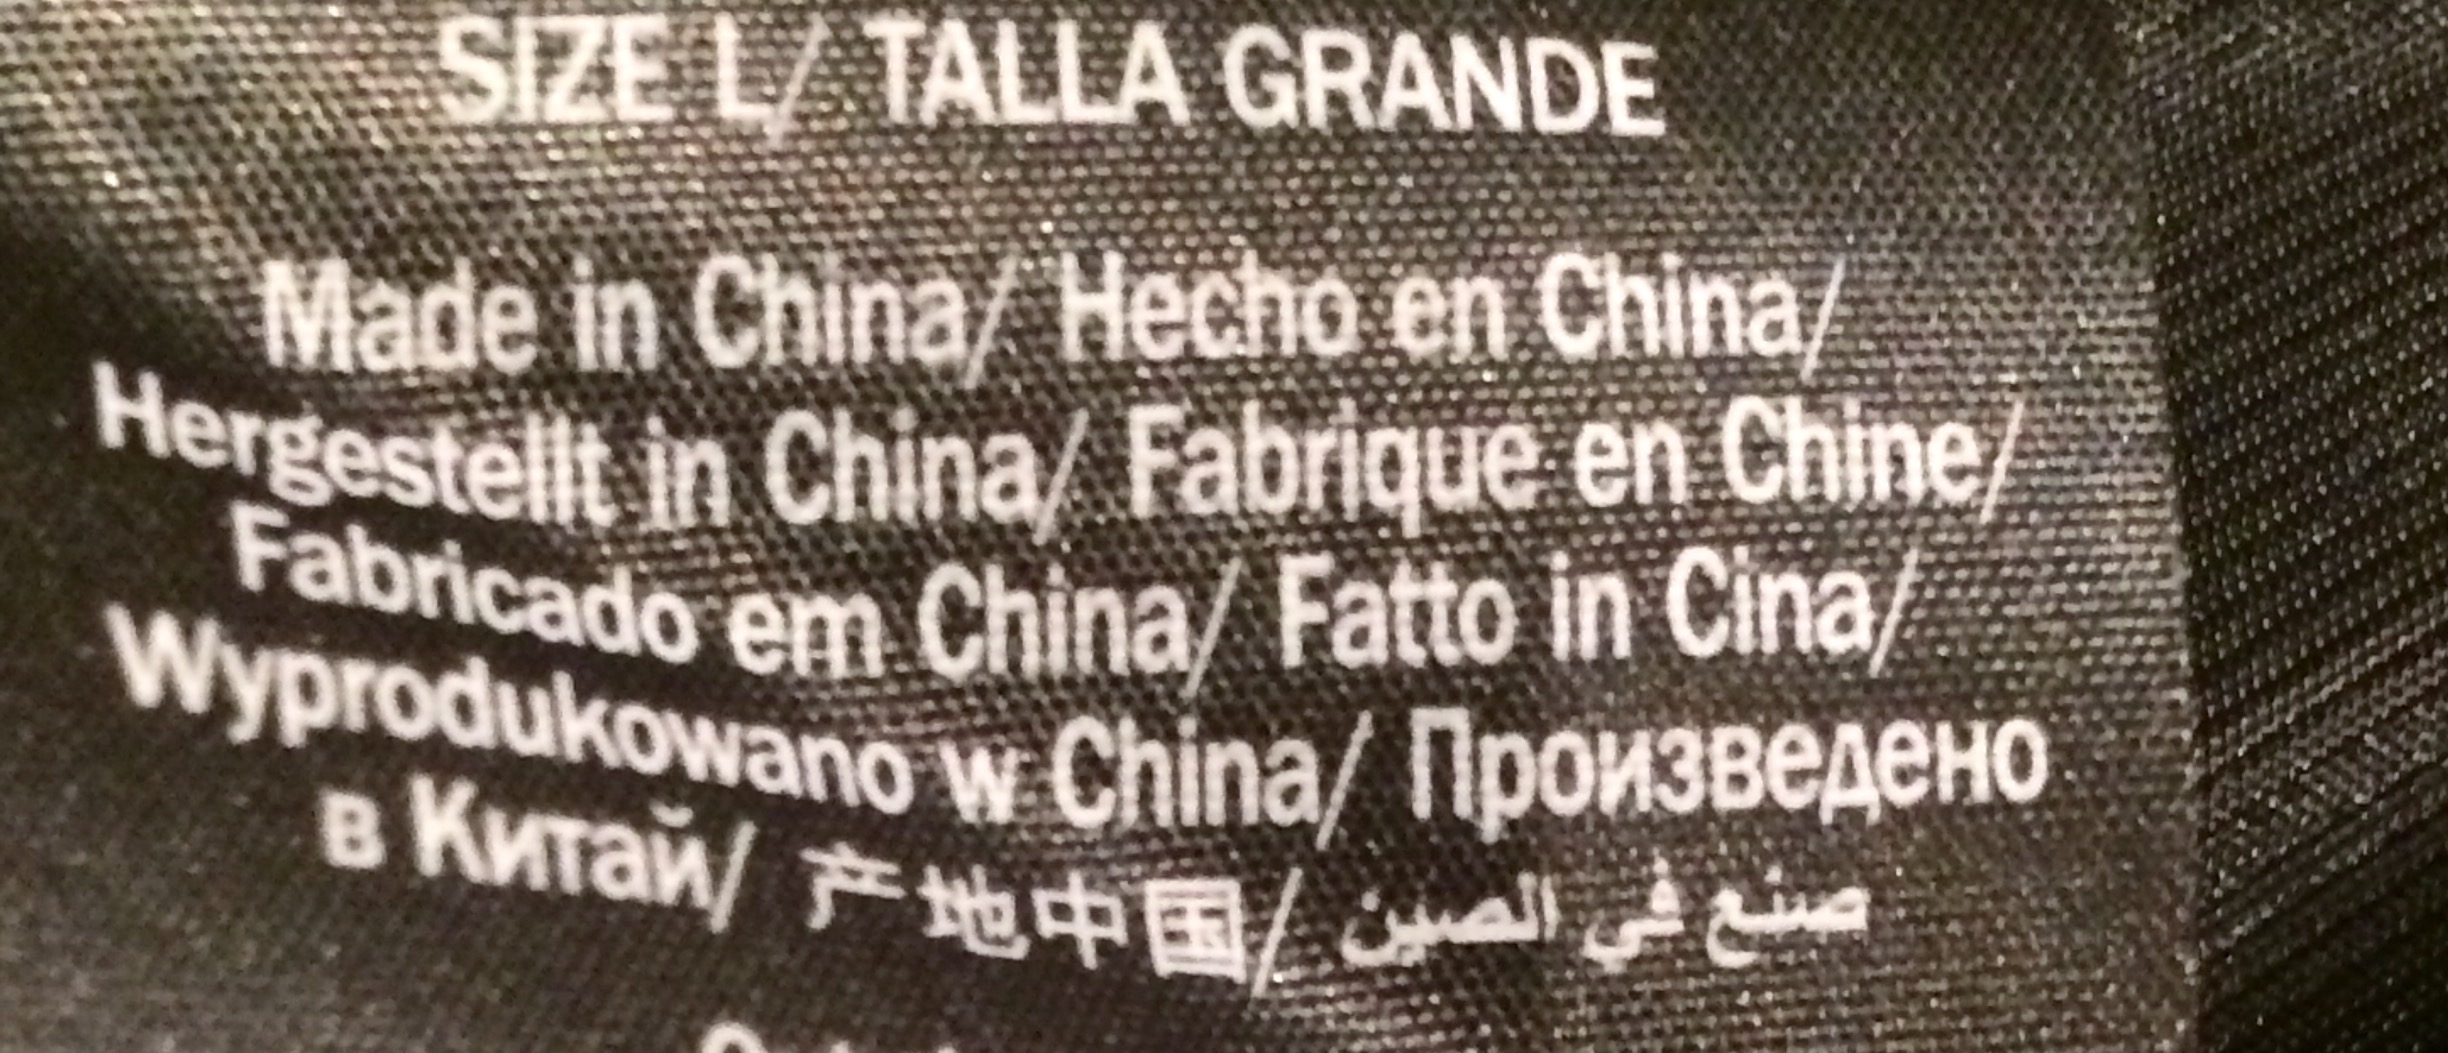 SIZE L/ TALLA GRANDE
Made in China/ Hecho en China/
Hergestellt in China/ Fabrique en Chine/
Fabricado em China/ Fatto in Cina/
Wyprodukowano w China/ Произведено
в Китай/ 产地中国/ صنع في الصين